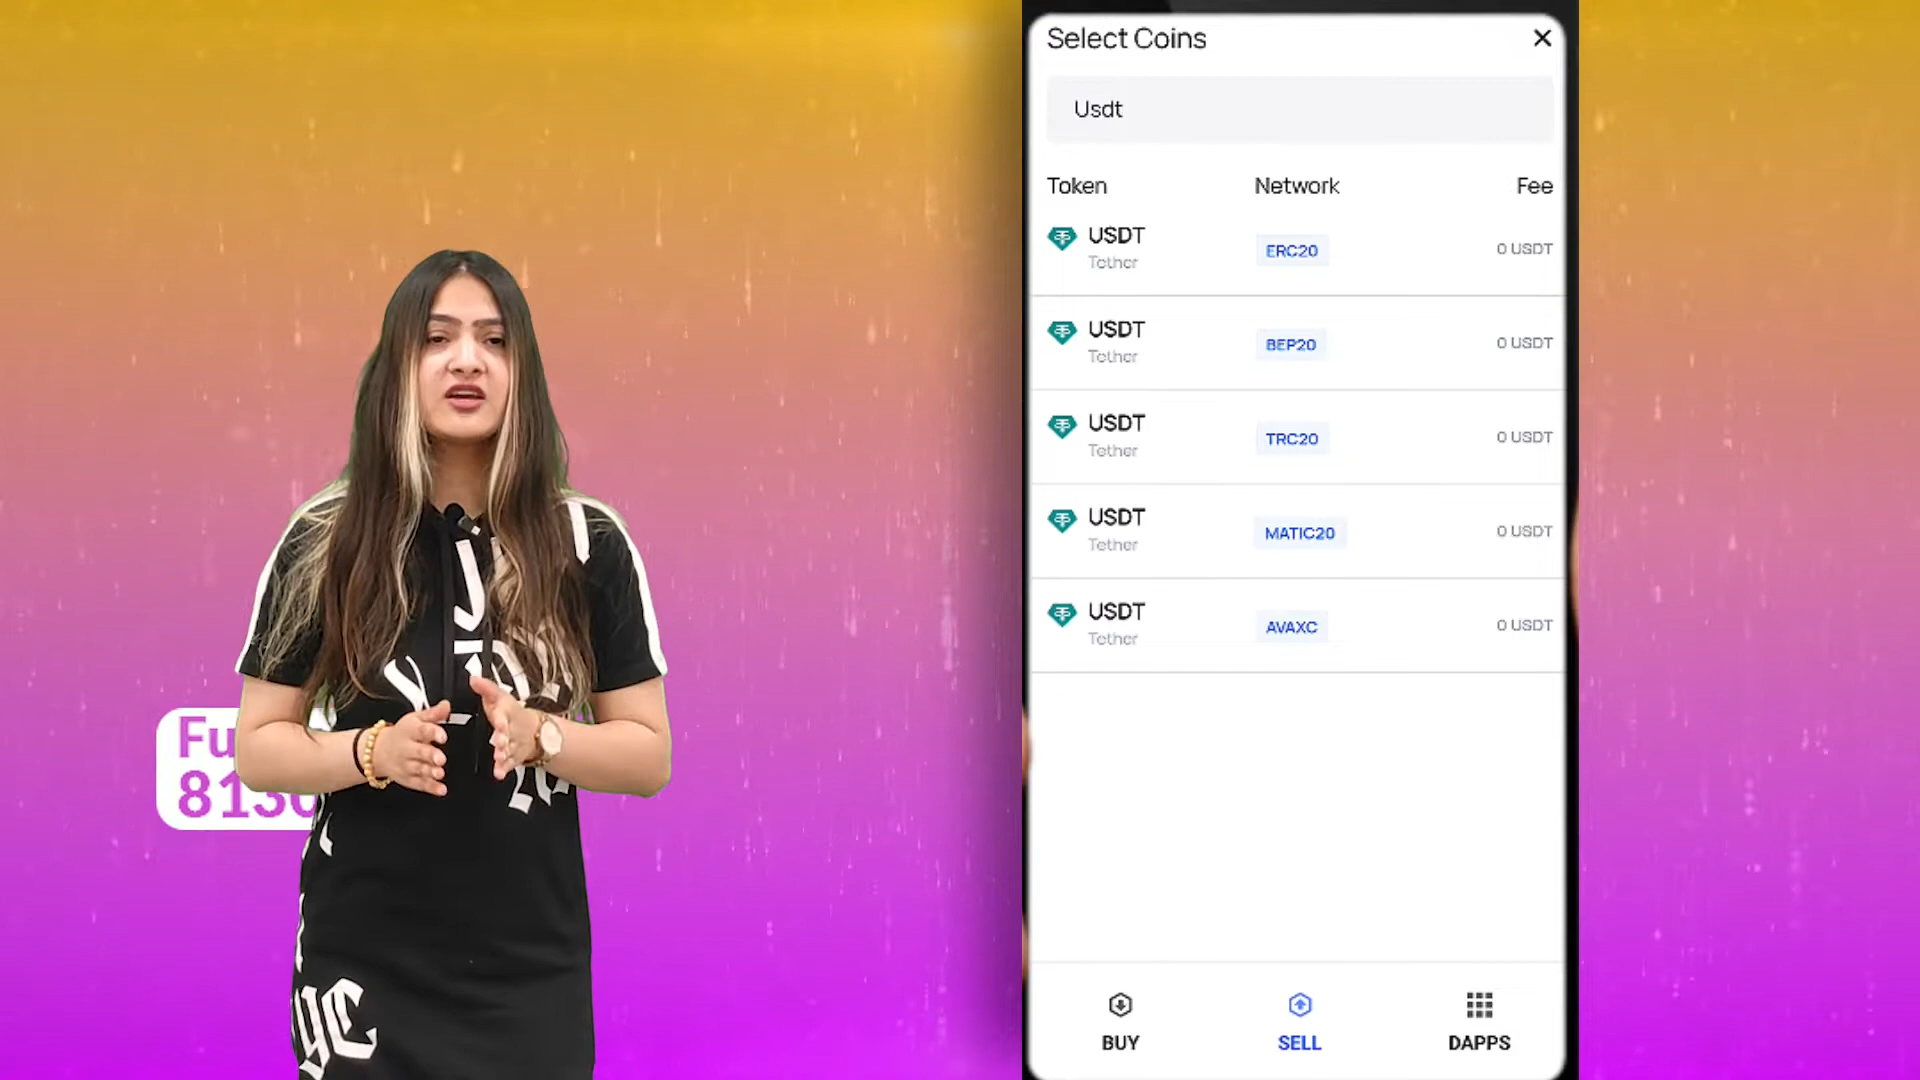 Select Coins
Usdt
Token Network Fee
USDT
Tether
ERC20
0 USDT
USDT
Tether
BEP20
0 USDT
USDT
Tether
TRC20
0 USDT
USDT
Tether
MATIC20
0 USDT
USDT
Tether
AVAXC
0 USDT
BUY SELL DAPPS